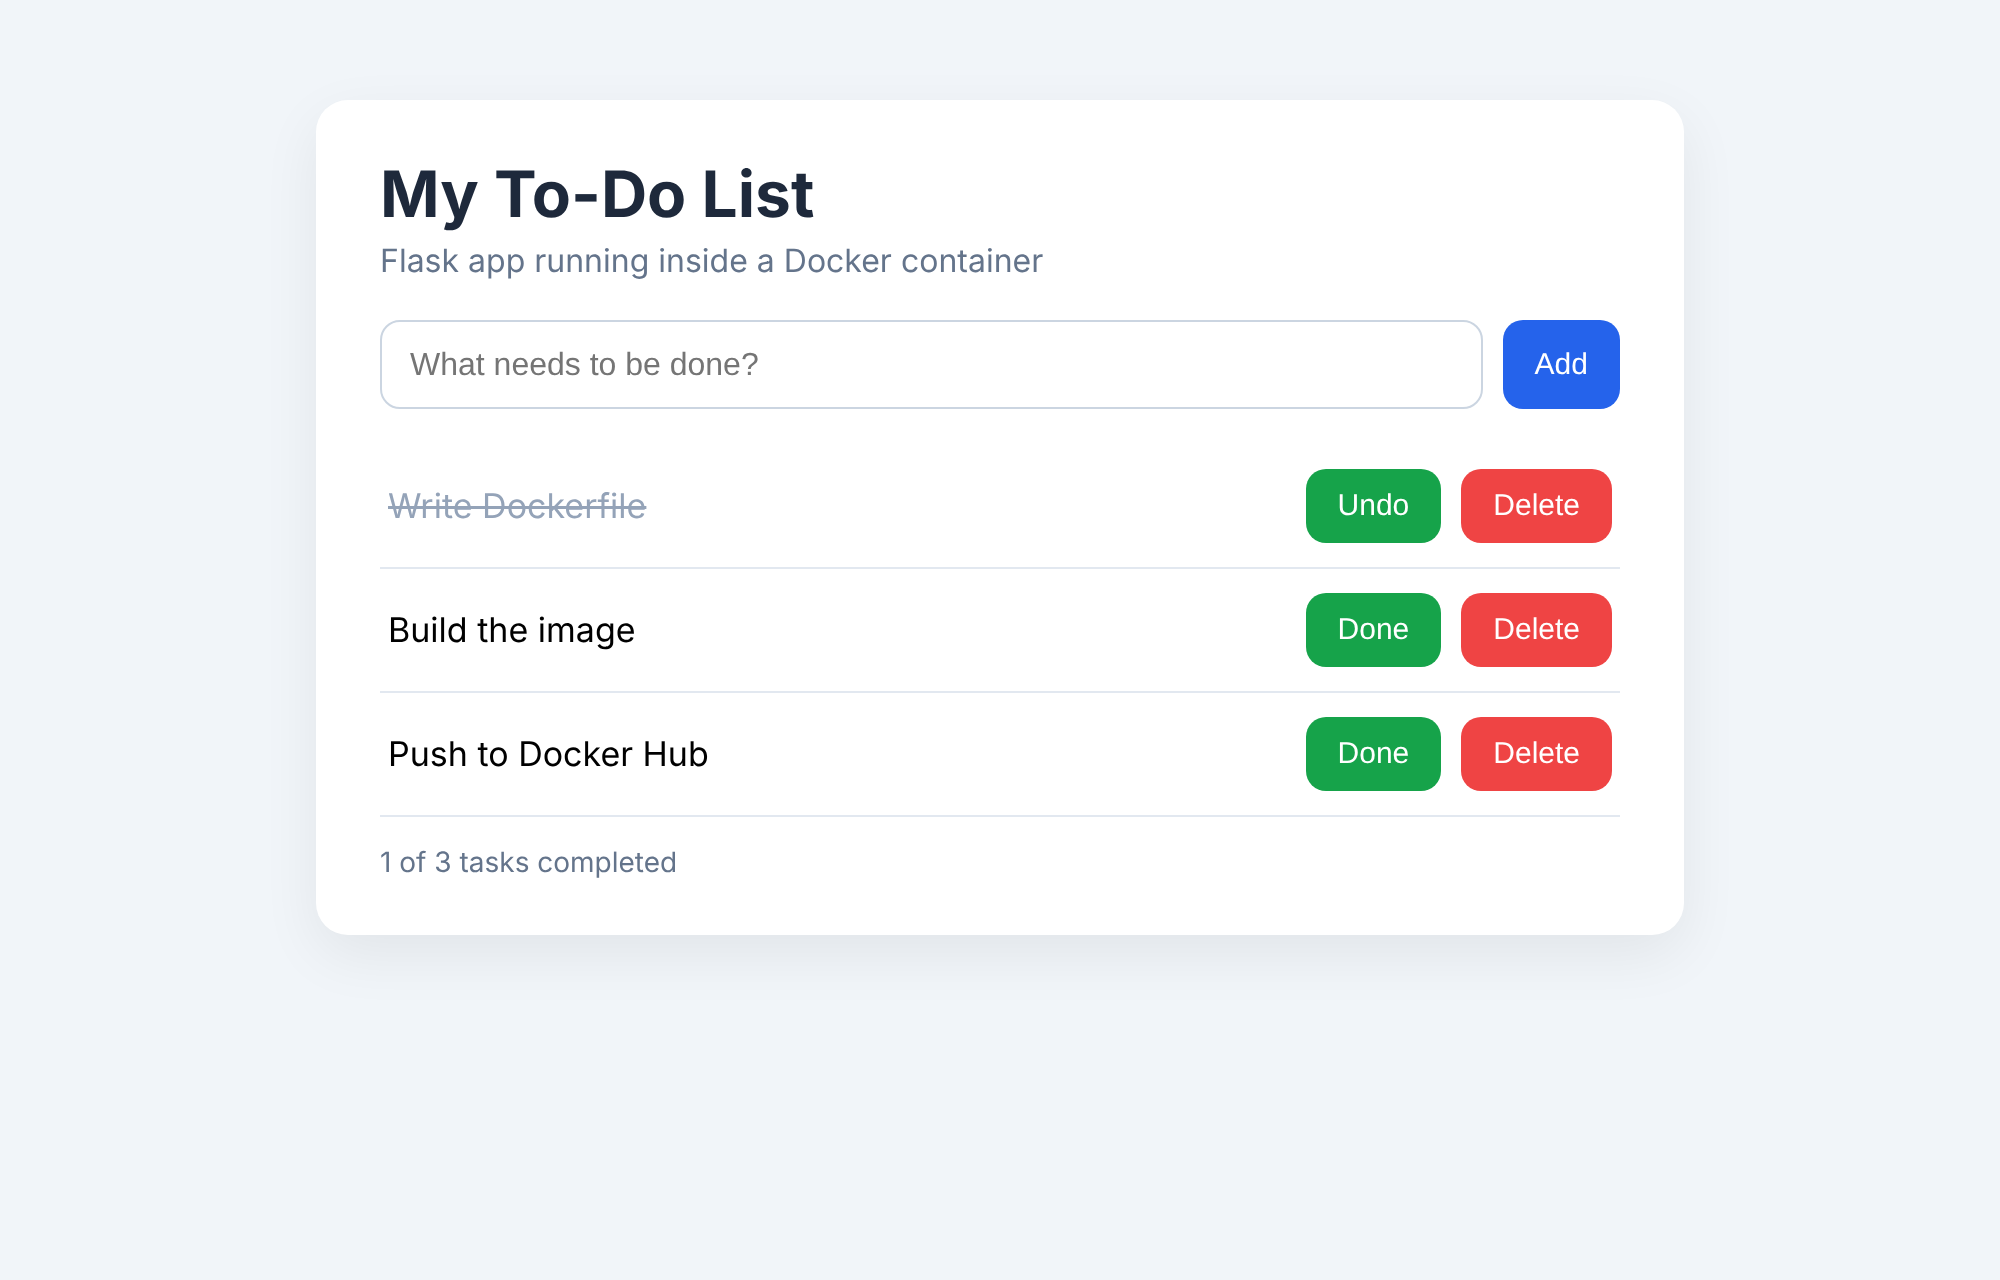 My To-Do List
Flask app running inside a Docker container
What needs to be done?
Add
Write Dockerfile
Undo
Delete
Build the image
Done
Delete
Push to Docker Hub
Done
Delete
1 of 3 tasks completed